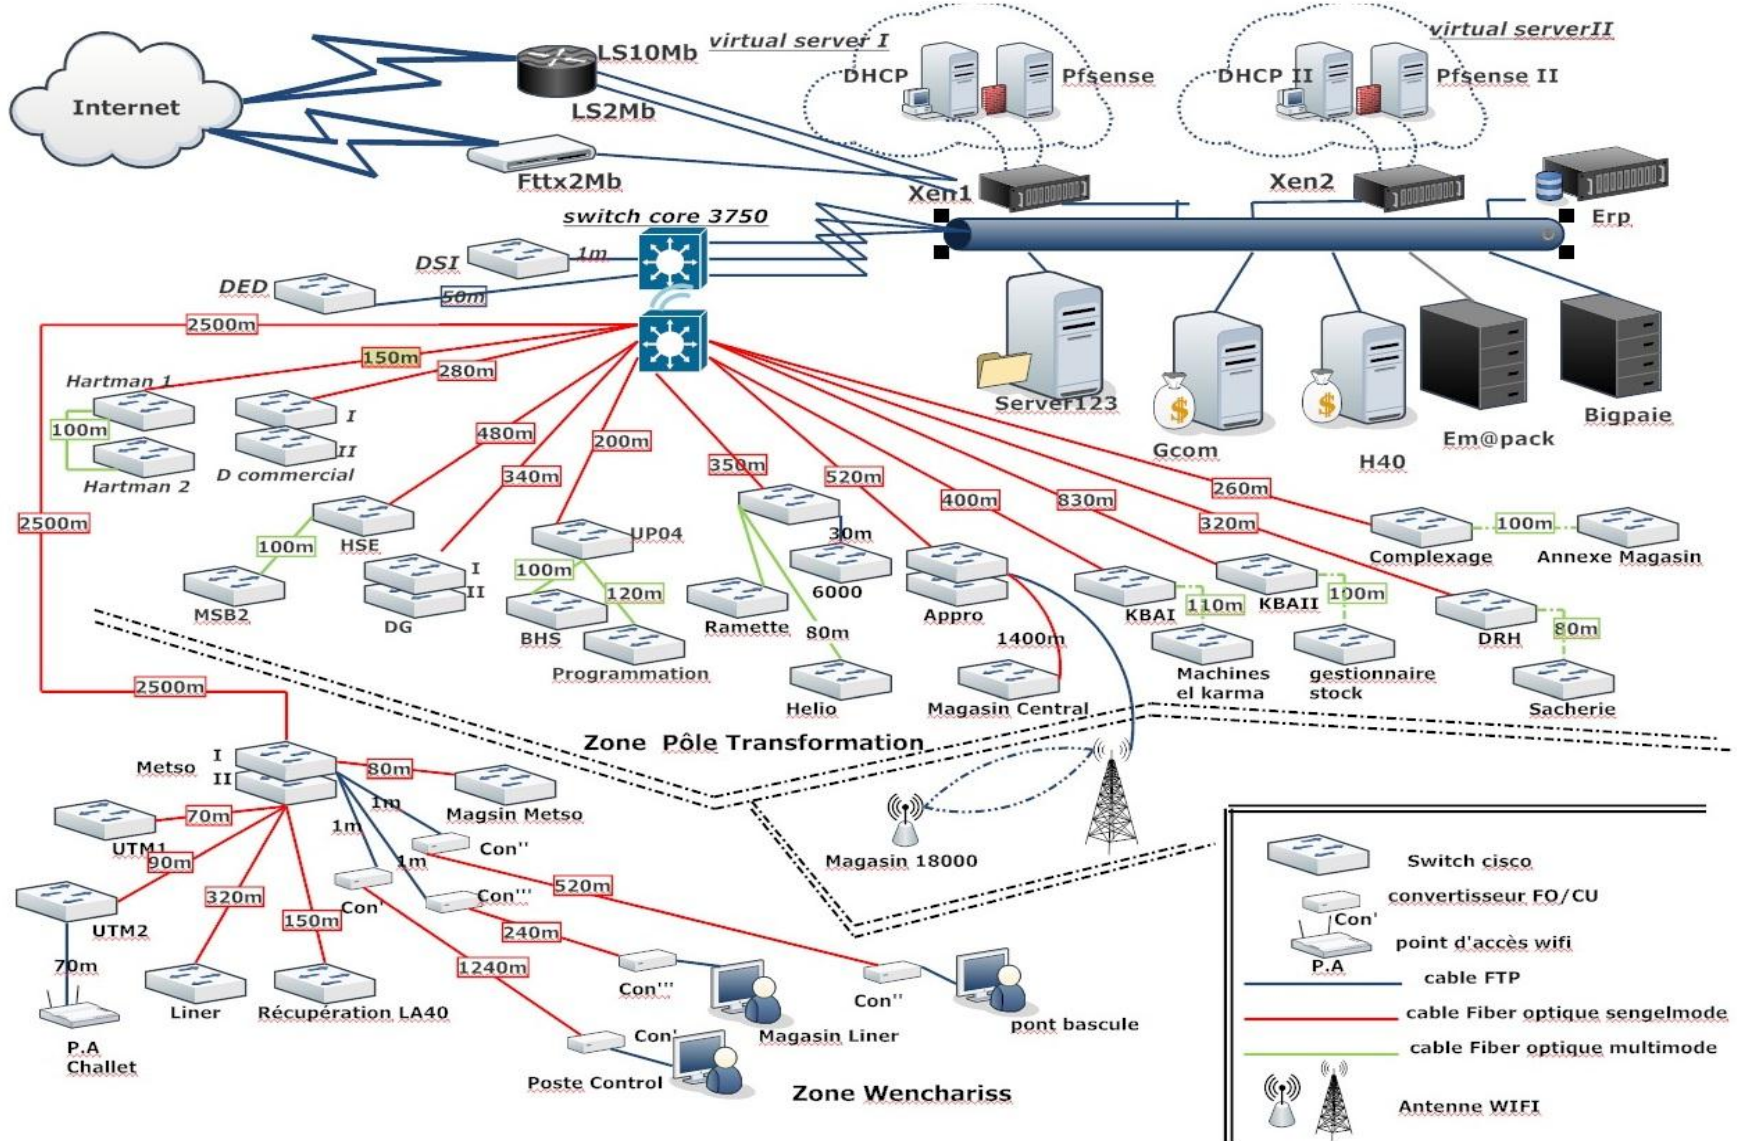 Internet
LS10Mb
LS2Mb
Fttx2Mb
virtual server I
DHCP
Pfsense
virtual serverII
DHCP II
Pfsense II
Xen1
Xen2
Erp
switch core 3750
DSI
1m
DED
50m
2500m
150m
280m
Hartman 1
100m
Hartman 2
I
II
D commercial
480m
340m
200m
350m
520m
400m
830m
260m
320m
Server123
Gcom
H40
Em@pack
Bigpaie
2500m
HSE
100m
MSB2
I
II
DG
UP04
100m
120m
BHS
Programmation
30m
6000
Ramette
80m
Helio
Appro
1400m
Magasin Central
KBAI
110m
Machines
el karma
KBAII
100m
gestionnaire
stock
Complexage
100m
Annexe Magasin
DRH
80m
Sacherie
2500m
Zone Pôle Transformation
Metso
I
II
80m
Magsin Metso
70m
UTM1
90m
UTM2
70m
P.A
Challet
320m
Liner
150m
Récupération LA40
1m
1m
1m
Con''
Con'
Con'''
520m
240m
1240m
Con'''
Magasin Liner
Con''
pont bascule
Con'
Poste Control
Magasin 18000
Zone Wenchariss
Switch cisco
convertisseur FO/CU
Con'
point d'accès wifi
P.A
cable FTP
cable Fiber optique sengelmode
cable Fiber optique multimode
Antenne WIFI